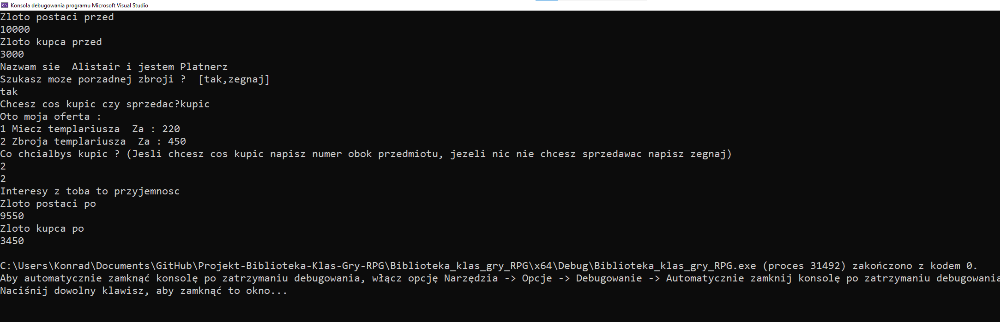 Konsola debugowania programu Microsoft Visual Studio
Zloto postaci przed
10000
Zloto kupca przed
3000
Nazwam sie  Alistair i jestem Platnerz
Szukasz moze porzadnej zbroji ?  [tak,zegnaj]
tak
Chcesz cos kupic czy sprzedac?kupic
Oto moja oferta :
1 Miecz templariusza  Za : 220
2 Zbroja templariusza  Za : 450
Co chcialbys kupic ? (Jesli chcesz cos kupic napisz numer obok przedmiotu, jezeli nic nie chcesz sprzedawac napisz zegnaj)
2
2
Interesy z toba to przyjemnosc
Zloto postaci po
9550
Zloto kupca po
3450
C:\Users\Konrad\Documents\GitHub\Projekt-Biblioteka-Klas-Gry-RPG\Biblioteka_klas_gry_RPG\x64\Debug\Biblioteka_klas_gry_RPG.exe (proces 31492) zakończono z kodem 0.
Aby automatycznie zamknąć konsolę po zatrzymaniu debugowania, włącz opcję Narzędzia -> Opcje -> Debugowanie -> Automatycznie zamknij konsolę po zatrzymaniu debugowania
Naciśnij dowolny klawisz, aby zamknąć to okno...